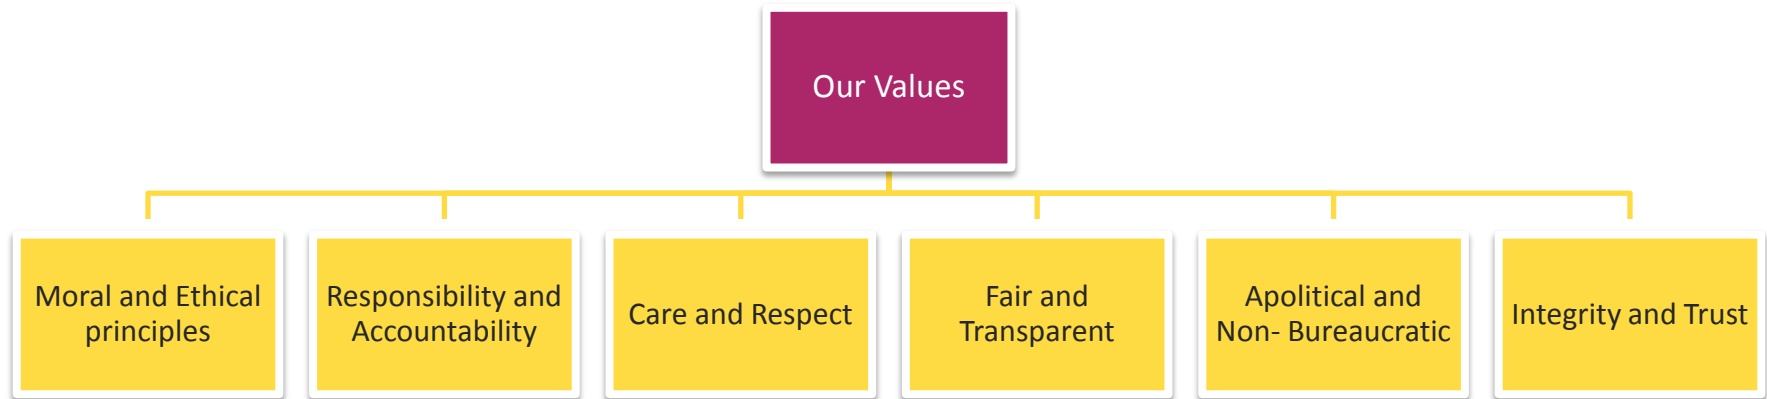 Our Values
Moral and Ethical
principles
Responsibility and
Accountability
Care and Respect
Fair and
Transparent
Apolitical and
Non- Bureaucratic
Integrity and Trust